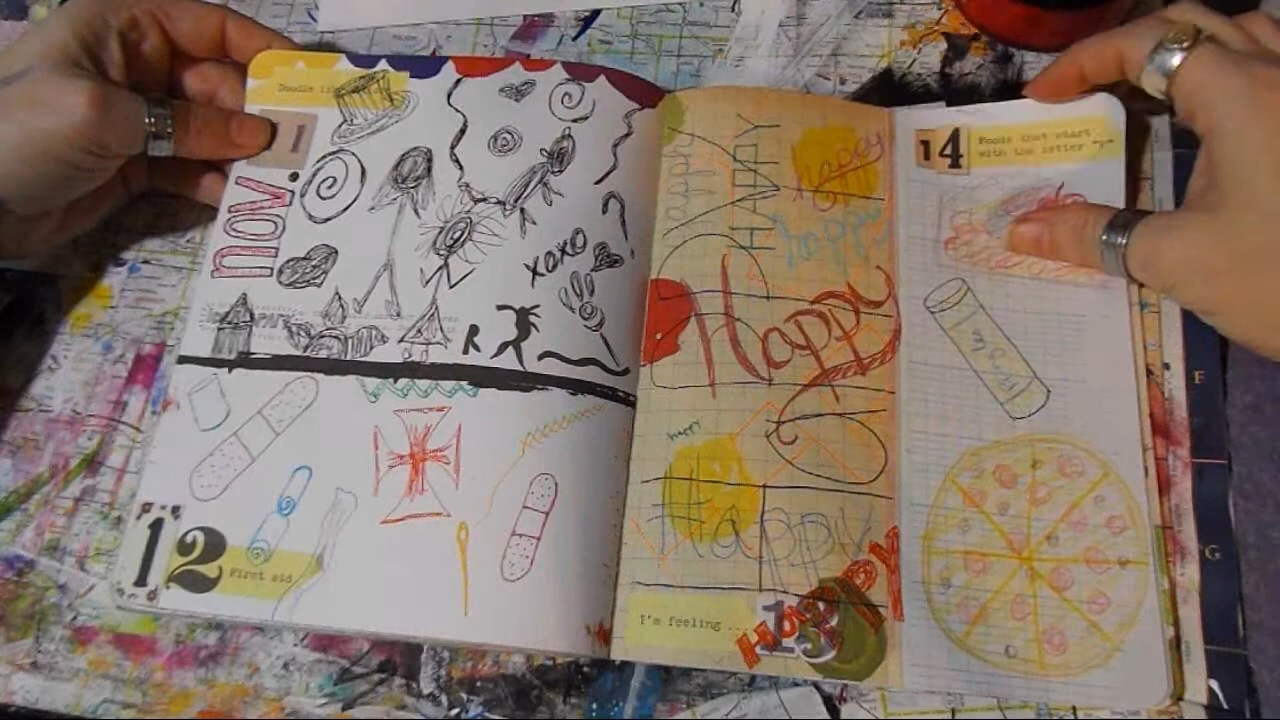 Doodle
11
nov.
xoxo
?
R
12
First aid
happy
HAPPY
Happy
happy
Happy
happy
Happy
I'm feeling ...
13
HAPPY
14
Foods that start
with the letter "P"
F
G